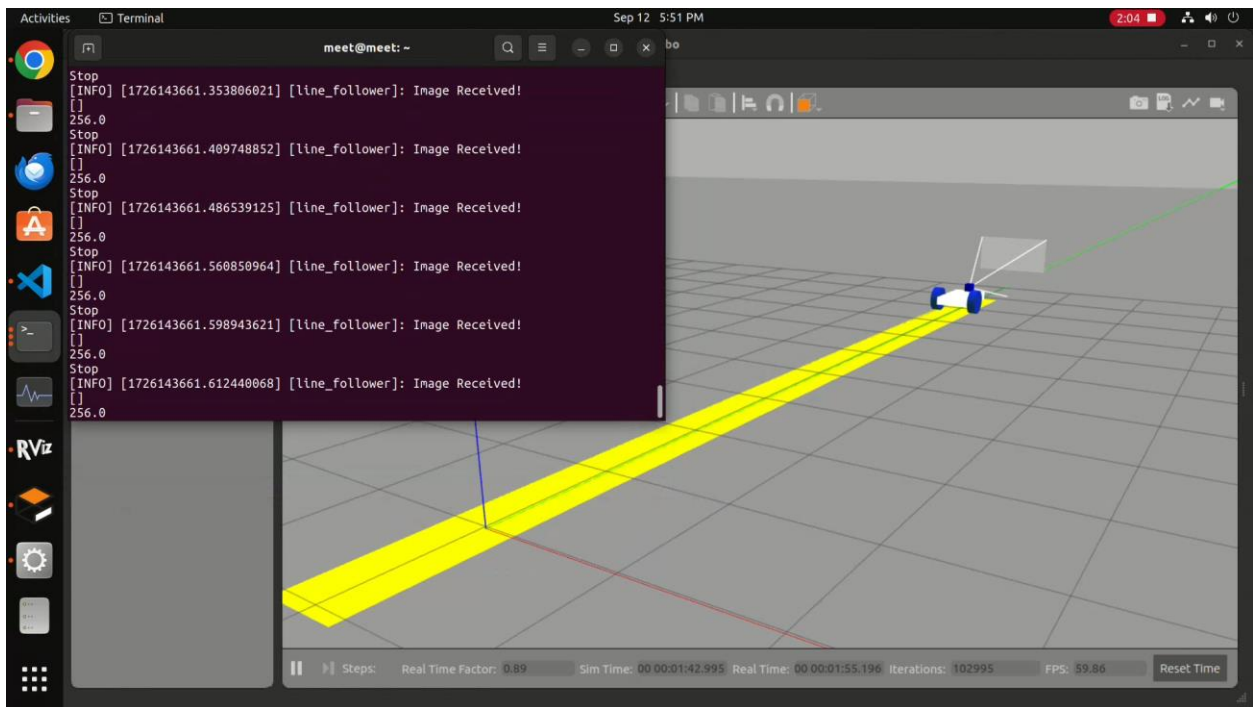 Activities Terminal Sep 12 5:51 PM 2:04
meet@meet: ~
bo
Stop
[INFO] [1726143661.353806021] [line_follower]: Image Received!
[]
256.0
Stop
[INFO] [1726143661.409748852] [line_follower]: Image Received!
[]
256.0
Stop
[INFO] [1726143661.486539125] [line_follower]: Image Received!
[]
256.0
Stop
[INFO] [1726143661.560850964] [line_follower]: Image Received!
[]
256.0
Stop
[INFO] [1726143661.598943621] [line_follower]: Image Received!
[]
256.0
Stop
[INFO] [1726143661.612440068] [line_follower]: Image Received!
[]
256.0
LOG
RViz
Steps: Real Time Factor: 0.89 Sim Time: 00 00:01:42.995 Real Time: 00 00:01:55.196 Iterations: 102995 FPS: 59.86 Reset Time